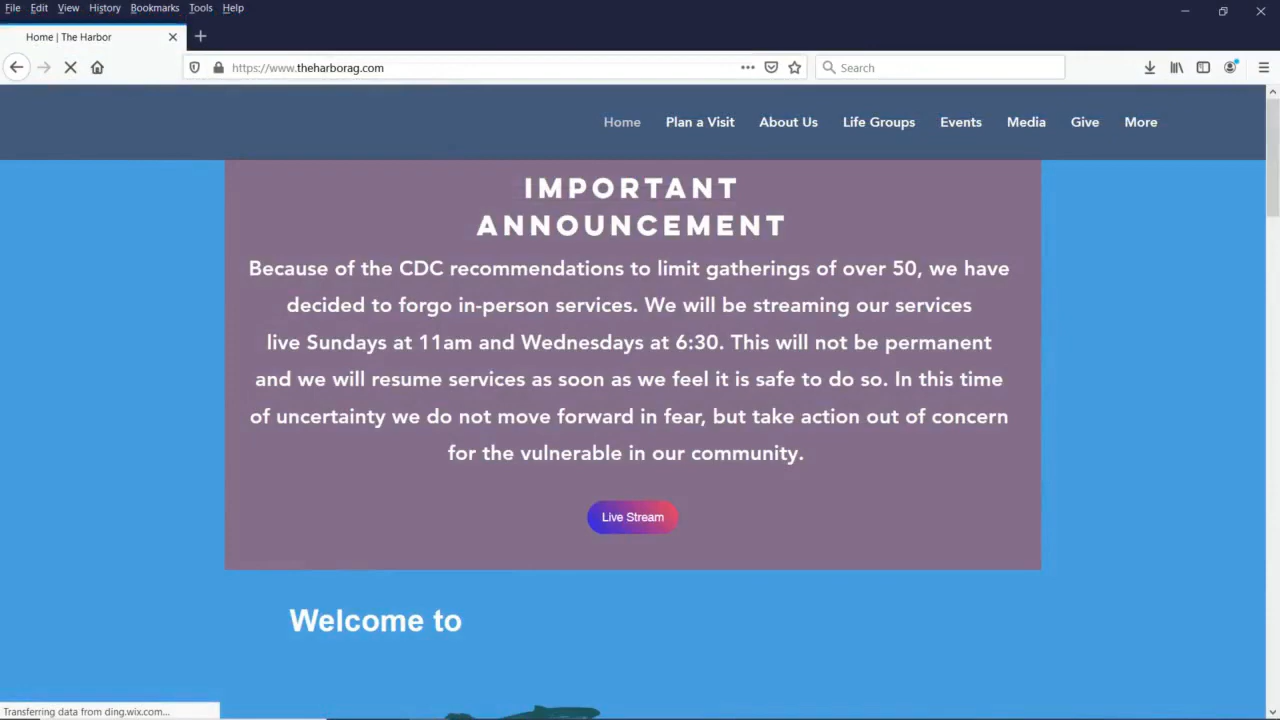 File Edit View History Bookmarks Tools Help
Home | The Harbor
https://www.theharborag.com
Search
Home Plan a Visit About Us Life Groups Events Media Give More
IMPORTANT
ANNOUNCEMENT
Because of the CDC recommendations to limit gatherings of over 50, we have
decided to forgo in-person services. We will be streaming our services
live Sundays at 11am and Wednesdays at 6:30. This will not be permanent
and we will resume services as soon as we feel it is safe to do so. In this time
of uncertainty we do not move forward in fear, but take action out of concern
for the vulnerable in our community.
Live Stream
Welcome to
Transferring data from ding.wix.com...